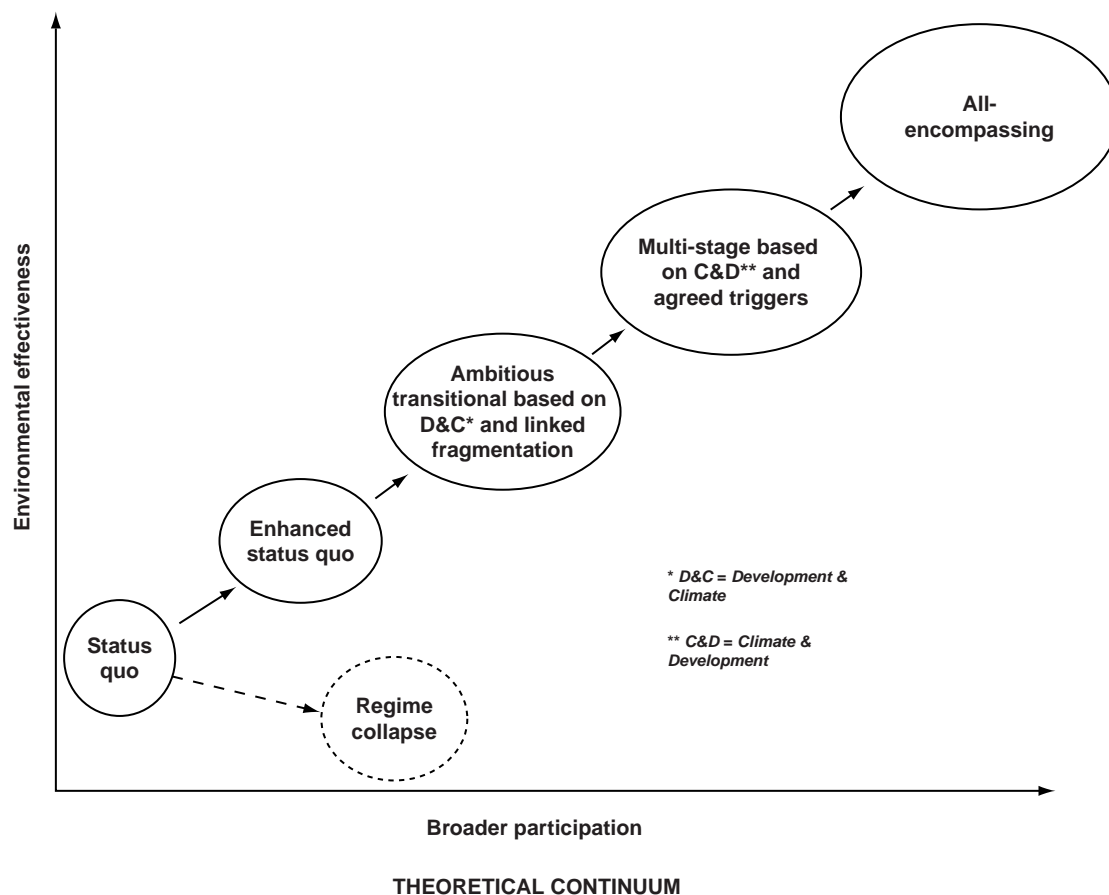 All-
encompassing
Multi-stage based
on C&D** and
agreed triggers
Ambitious
transitional based on
D&C* and linked
fragmentation
Enhanced
status quo
Status
quo
Regime
collapse
* D&C = Development &
Climate
** C&D = Climate &
Development
Environmental effectiveness
Broader participation
THEORETICAL CONTINUUM